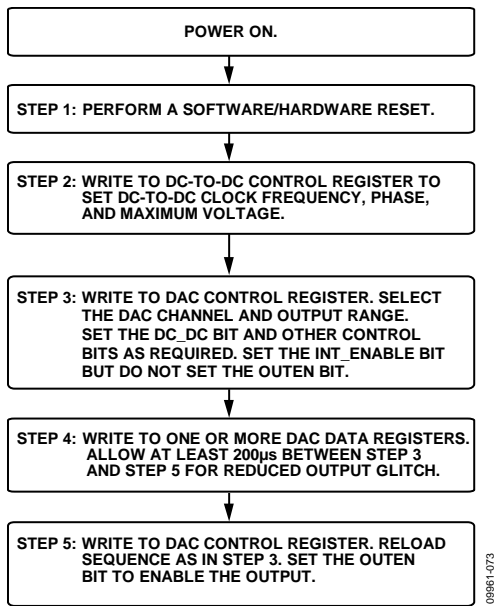 POWER ON.
STEP 1: PERFORM A SOFTWARE/HARDWARE RESET.
STEP 2: WRITE TO DC-TO-DC CONTROL REGISTER TO
SET DC-TO-DC CLOCK FREQUENCY, PHASE,
AND MAXIMUM VOLTAGE.
STEP 3: WRITE TO DAC CONTROL REGISTER. SELECT
THE DAC CHANNEL AND OUTPUT RANGE.
SET THE DC_DC BIT AND OTHER CONTROL
BITS AS REQUIRED. SET THE INT_ENABLE BIT
BUT DO NOT SET THE OUTEN BIT.
STEP 4: WRITE TO ONE OR MORE DAC DATA REGISTERS.
ALLOW AT LEAST 200µs BETWEEN STEP 3
AND STEP 5 FOR REDUCED OUTPUT GLITCH.
STEP 5: WRITE TO DAC CONTROL REGISTER. RELOAD
SEQUENCE AS IN STEP 3. SET THE OUTEN
BIT TO ENABLE THE OUTPUT.
09961-073